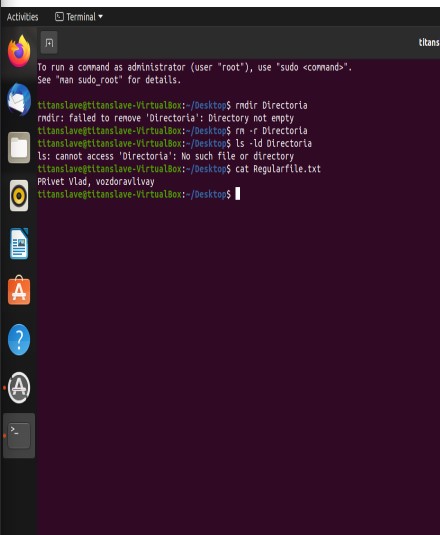 Activities
Terminal
titans
To run a command as administrator (user "root"), use "sudo <command>".
See "man sudo_root" for details.
titanslave@titanslave-VirtualBox:~/Desktop$ rmdir Directoria
rmdir: failed to remove 'Directoria': Directory not empty
titanslave@titanslave-VirtualBox:~/Desktop$ rm -r Directoria
titanslave@titanslave-VirtualBox:~/Desktop$ ls -ld Directoria
ls: cannot access 'Directoria': No such file or directory
titanslave@titanslave-VirtualBox:~/Desktop$ cat Regularfile.txt
PRivet Vlad, vozdoravlivay
titanslave@titanslave-VirtualBox:~/Desktop$